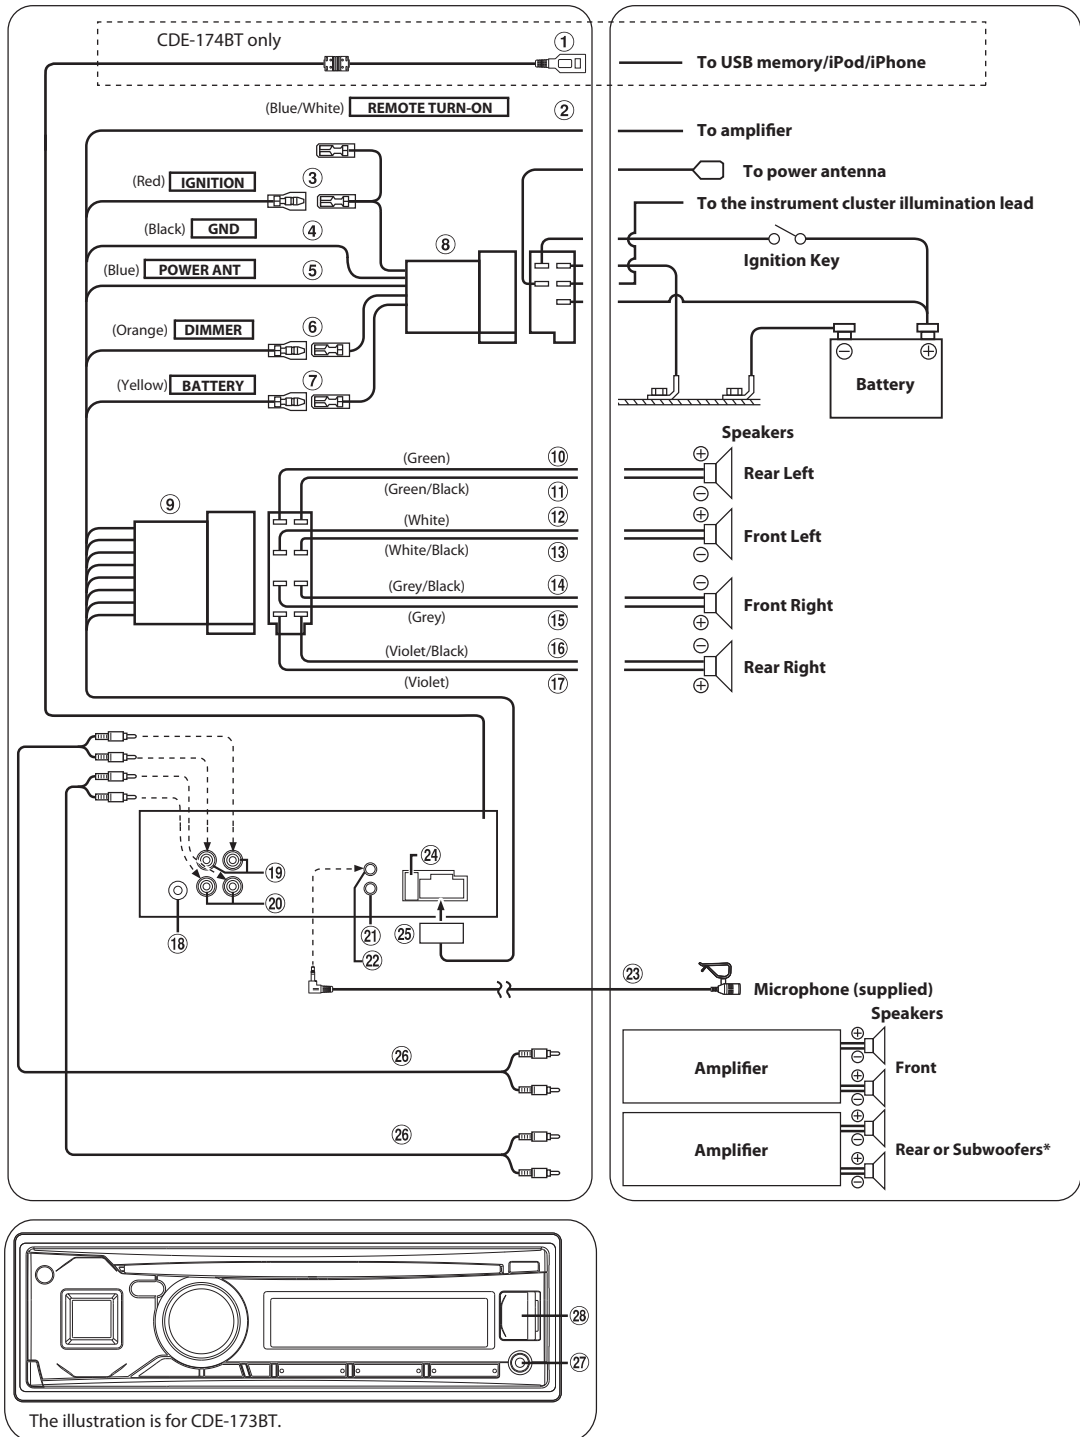 CDE-174BT only
①
To USB memory/iPod/iPhone
(Blue/White) REMOTE TURN-ON ②
To amplifier
To power antenna
(Red) IGNITION ③
To the instrument cluster illumination lead
(Black) GND ④
⑧
Ignition Key
(Blue) POWER ANT ⑤
(Orange) DIMMER ⑥
⊖ ⊕
(Yellow) BATTERY ⑦
Battery
Speakers
(Green) ⑩ ⊕
Rear Left
(Green/Black) ⑪ ⊖
⑨
(White) ⑫ ⊕
Front Left
(White/Black) ⑬ ⊖
(Grey/Black) ⑭ ⊖
Front Right
(Grey) ⑮ ⊕
(Violet/Black) ⑯ ⊖
Rear Right
(Violet) ⑰ ⊕
⑲
⑳
⑱
㉔
㉑
㉕
㉒
㉓
Microphone (supplied)
Speakers
㉖
Amplifier
⊕
⊖
Front
⊕
⊖
㉖
Amplifier
⊕
⊖
Rear or Subwoofers*
⊕
⊖
㉘
㉗
The illustration is for CDE-173BT.